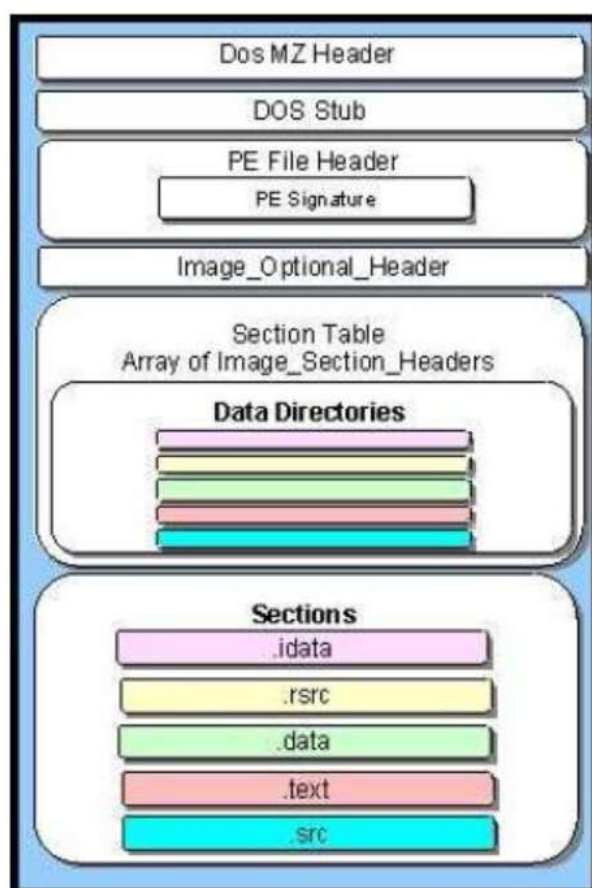 Dos MZ Header
DOS Stub
PE File Header
PE Signature
Image_Optional_Header
Section Table
Array of Image_Section_Headers
Data Directories
Sections
.idata
.rsrc
.data
.text
.src